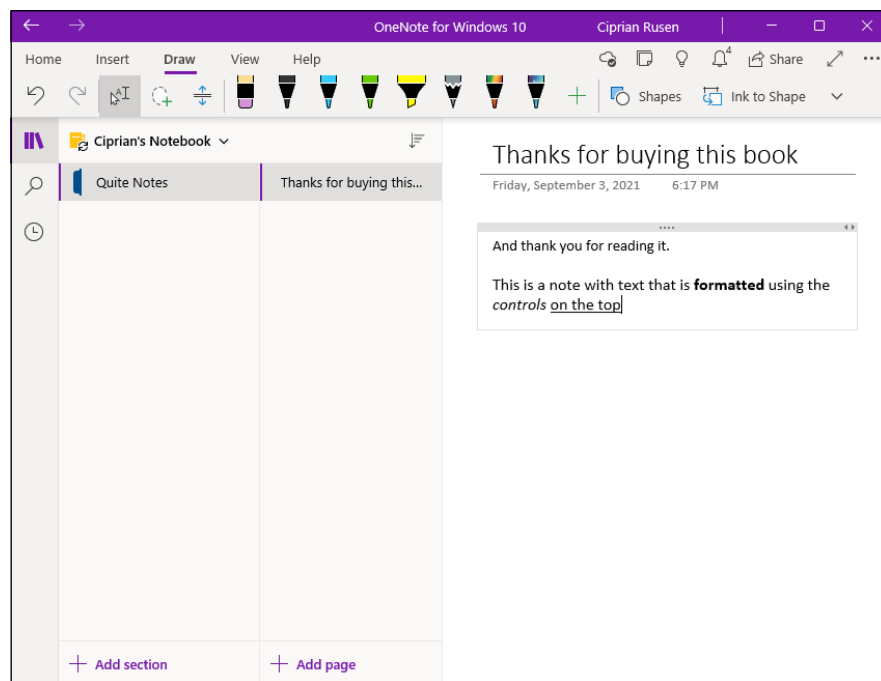 OneNote for Windows 10
Ciprian Rusen
Home Insert Draw View Help
4
Share
Shapes
Ink to Shape
Ciprian's Notebook
Quite Notes
Thanks for buying this...
Thanks for buying this book
Friday, September 3, 2021 6:17 PM
And thank you for reading it.
This is a note with text that is formatted using the
controls on the top
Add section
Add page